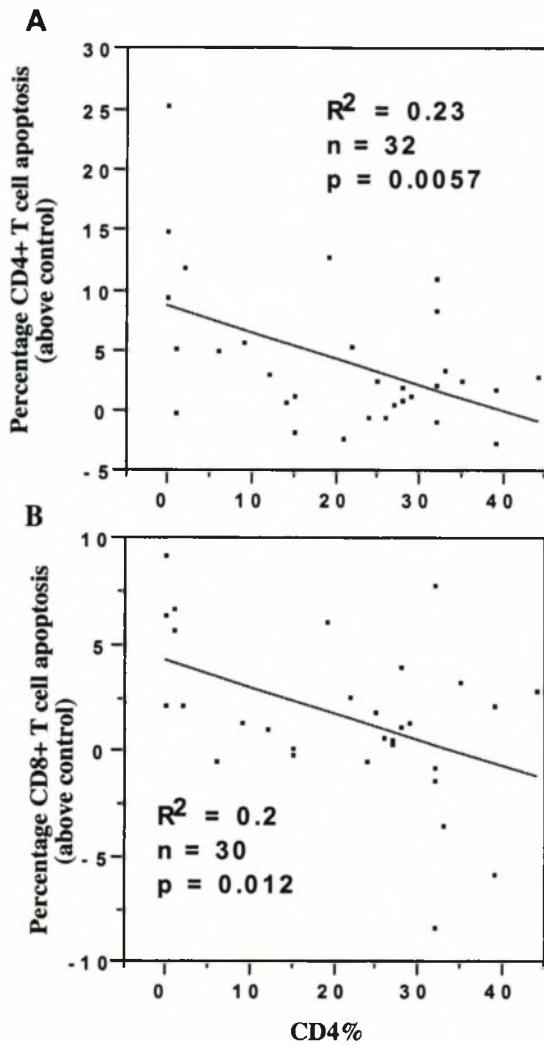 A
Percentage CD4+ T cell apoptosis
(above control)
30
25
20
15
10
5
0
-5
R² = 0.23
n = 32
p = 0.0057
0 10 20 30 40
B
Percentage CD8+ T cell apoptosis
(above control)
10
5
0
-5
-10
R² = 0.2
n = 30
p = 0.012
0 10 20 30 40
CD4%